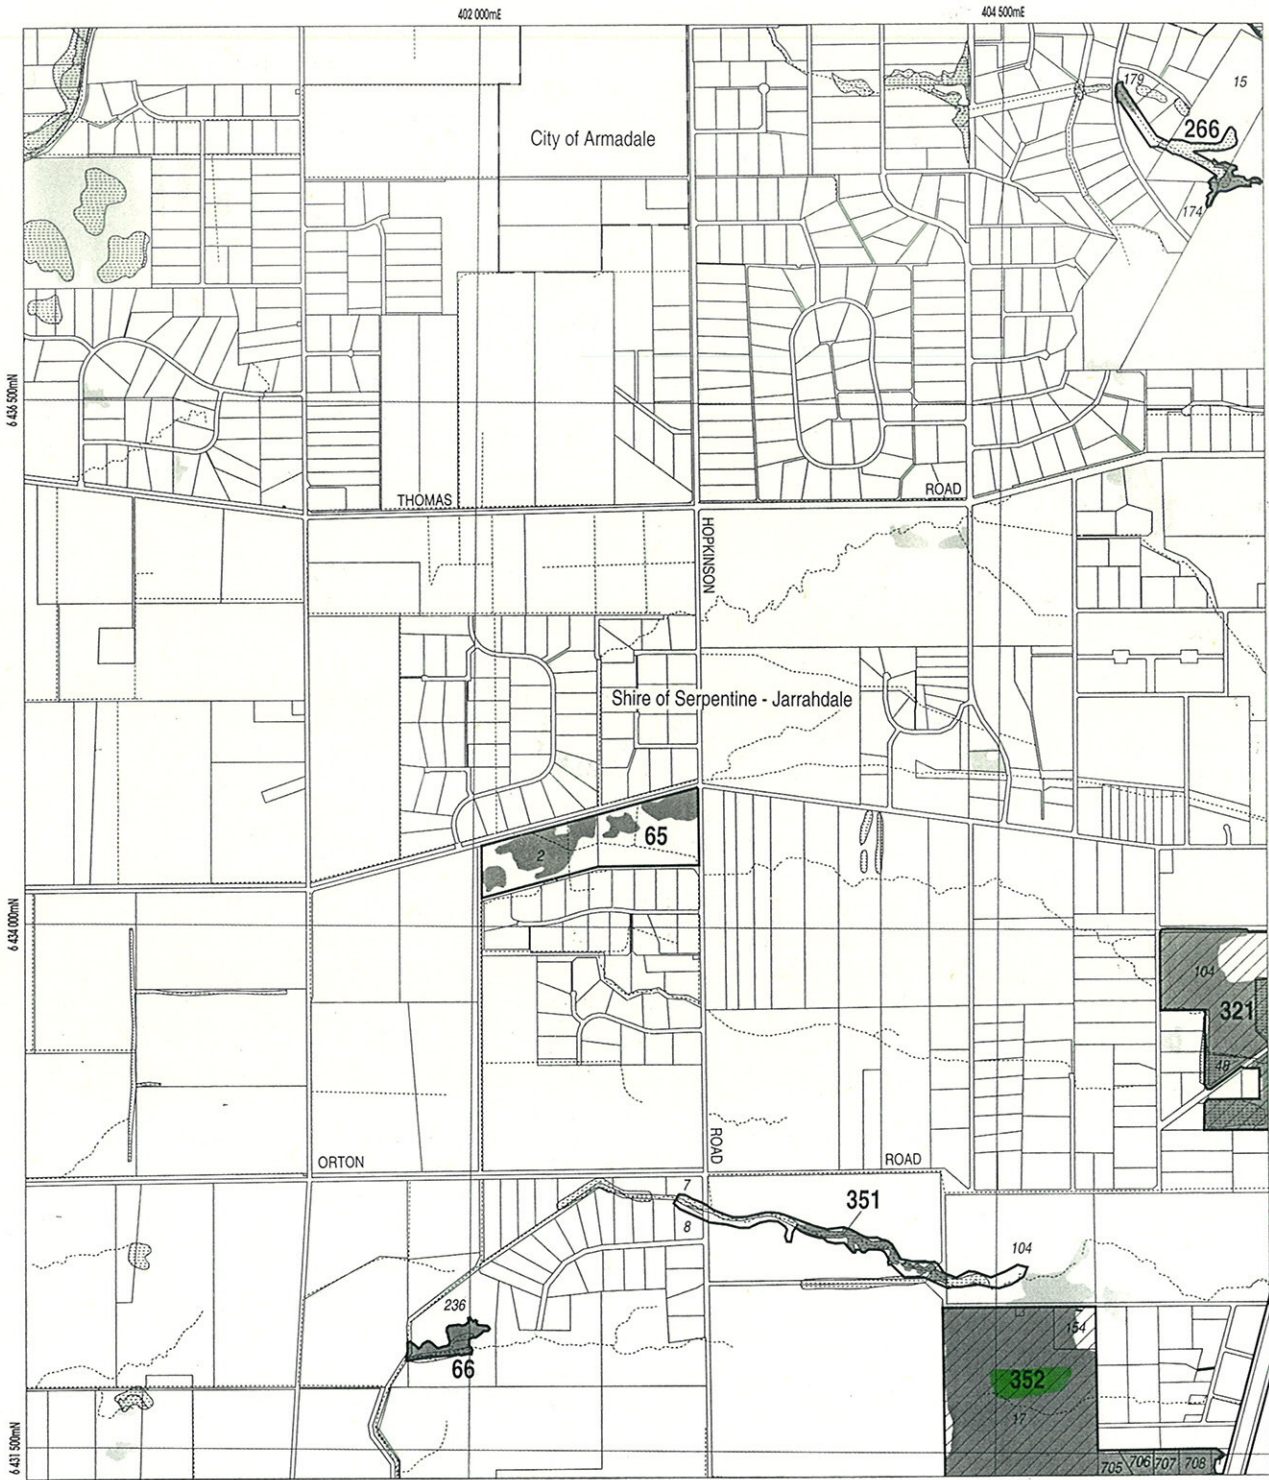 402 000mE
404 500mE
179
15
City of Armadale
266
174
6 436 500mN
THOMAS
ROAD
HOPKINSON
Shire of Serpentine - Jarrahdale
65
2
6 434 000mN
104
321
48
ORTON
ROAD
ROAD
7
8
351
104
236
154
66
352
17
6 431 500mN
705
706
707
708